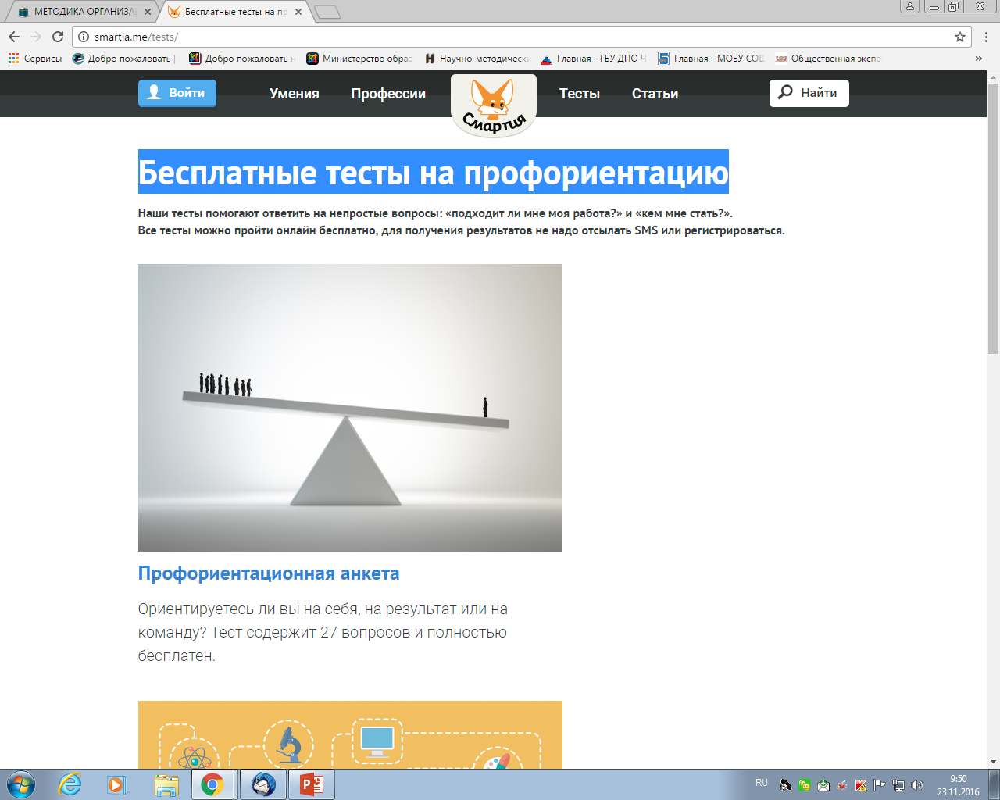 МЕТОДИКА ОРГАНИЗА
Бесплатные тесты на пр
smartia.me/tests/
Сервисы
Добро пожаловать |
Добро пожаловать н
Министерство образ
Научно-методически
Главная - ГБУ ДПО Ч
Главная - МОБУ СОШ
Общественная экспе
»
Войти
Умения
Профессии
Смартия
Тесты
Статьи
Найти
Бесплатные тесты на профориентацию
Наши тесты помогают ответить на непростые вопросы: «подходит ли мне моя работа?» и «кем мне стать?».
Все тесты можно пройти онлайн бесплатно, для получения результатов не надо отсылать SMS или регистрироваться.
Профориентационная анкета
Ориентируетесь ли вы на себя, на результат или на
команду? Тест содержит 27 вопросов и полностью
бесплатен.
RU
9:50
23.11.2016